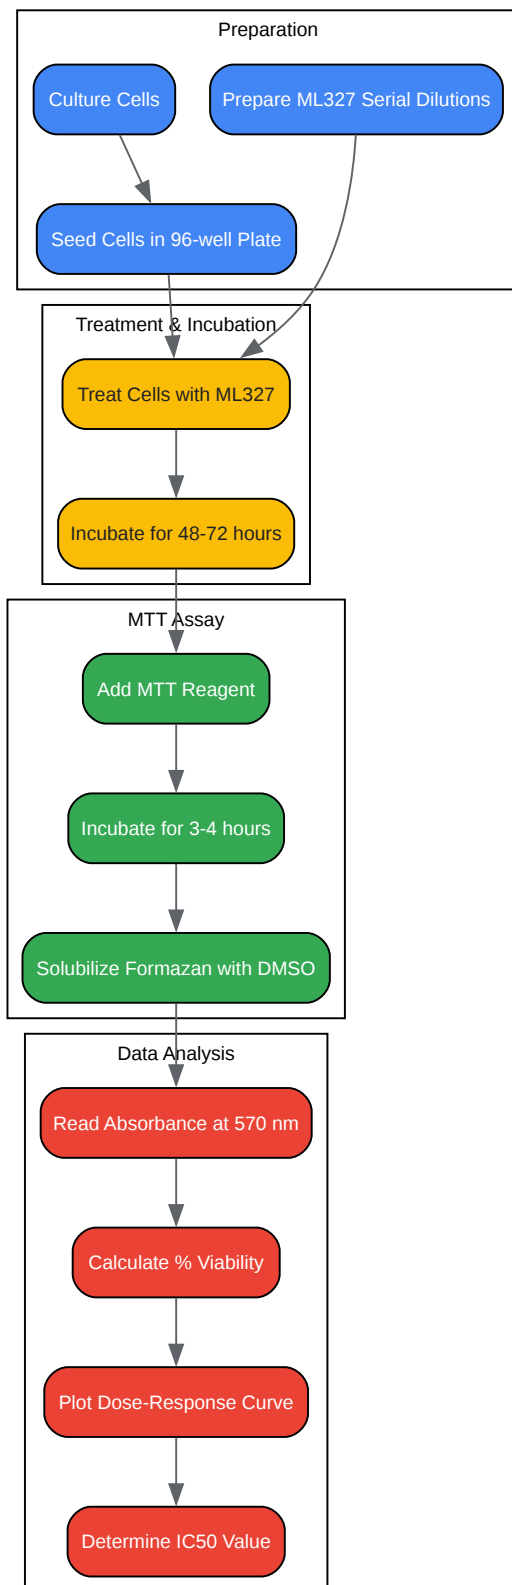 Preparation
Culture Cells
Prepare ML327 Serial Dilutions
Seed Cells in 96-well Plate
Treatment & Incubation
Treat Cells with ML327
Incubate for 48-72 hours
MTT Assay
Add MTT Reagent
Incubate for 3-4 hours
Solubilize Formazan with DMSO
Data Analysis
Read Absorbance at 570 nm
Calculate % Viability
Plot Dose-Response Curve
Determine IC50 Value